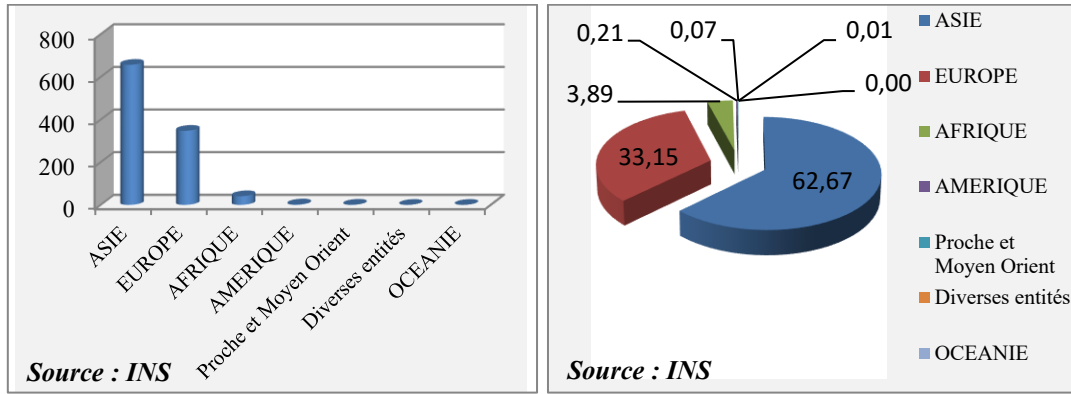 800
600
400
200
0
ASIE
EUROPE
AFRIQUE
AMERIQUE
Proche et Moyen Orient
Diverses entités
OCEANIE
Source : INS
0,21
0,07
0,01
0,00
3,89
33,15
62,67
ASIE
EUROPE
AFRIQUE
AMERIQUE
Proche et
Moyen Orient
Diverses entités
OCEANIE
Source : INS